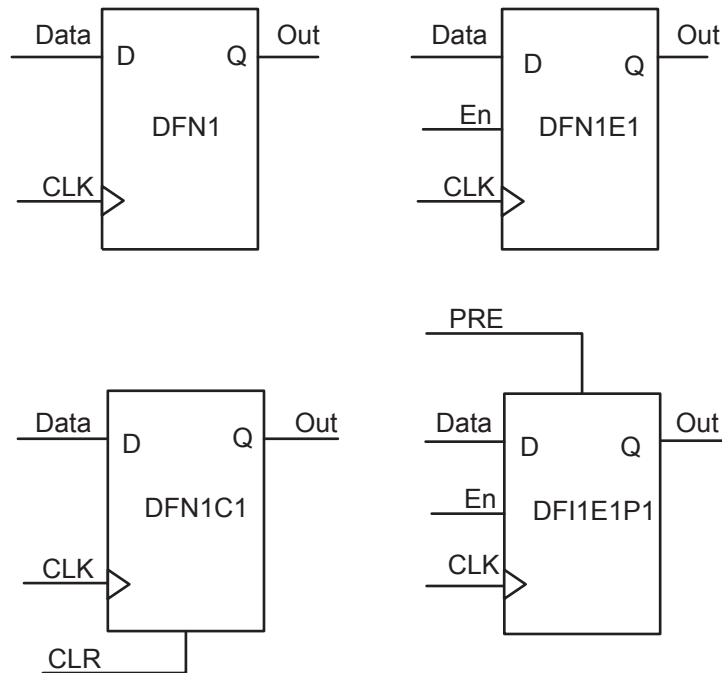 Data
D
Q
Out
DFN1
CLK
Data
D
Q
Out
En
DFN1E1
CLK
Data
D
Q
Out
DFN1C1
CLK
CLR
PRE
Data
D
Q
Out
En
DFI1E1P1
CLK